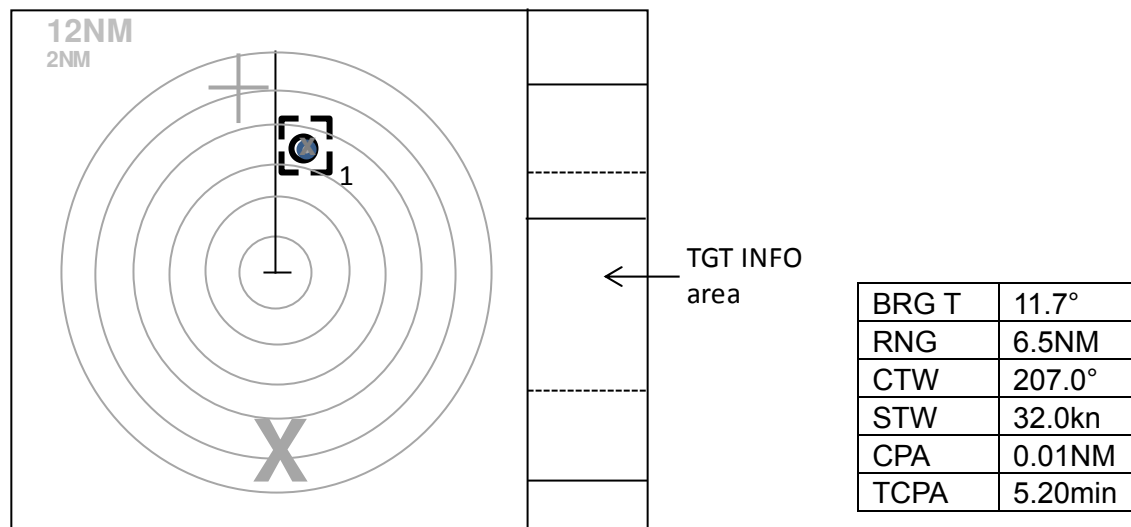 12NM
2NM
X
1
X
TGT INFO
area
BRG T 11.7°
RNG 6.5NM
CTW 207.0°
STW 32.0kn
CPA 0.01NM
TCPA 5.20min